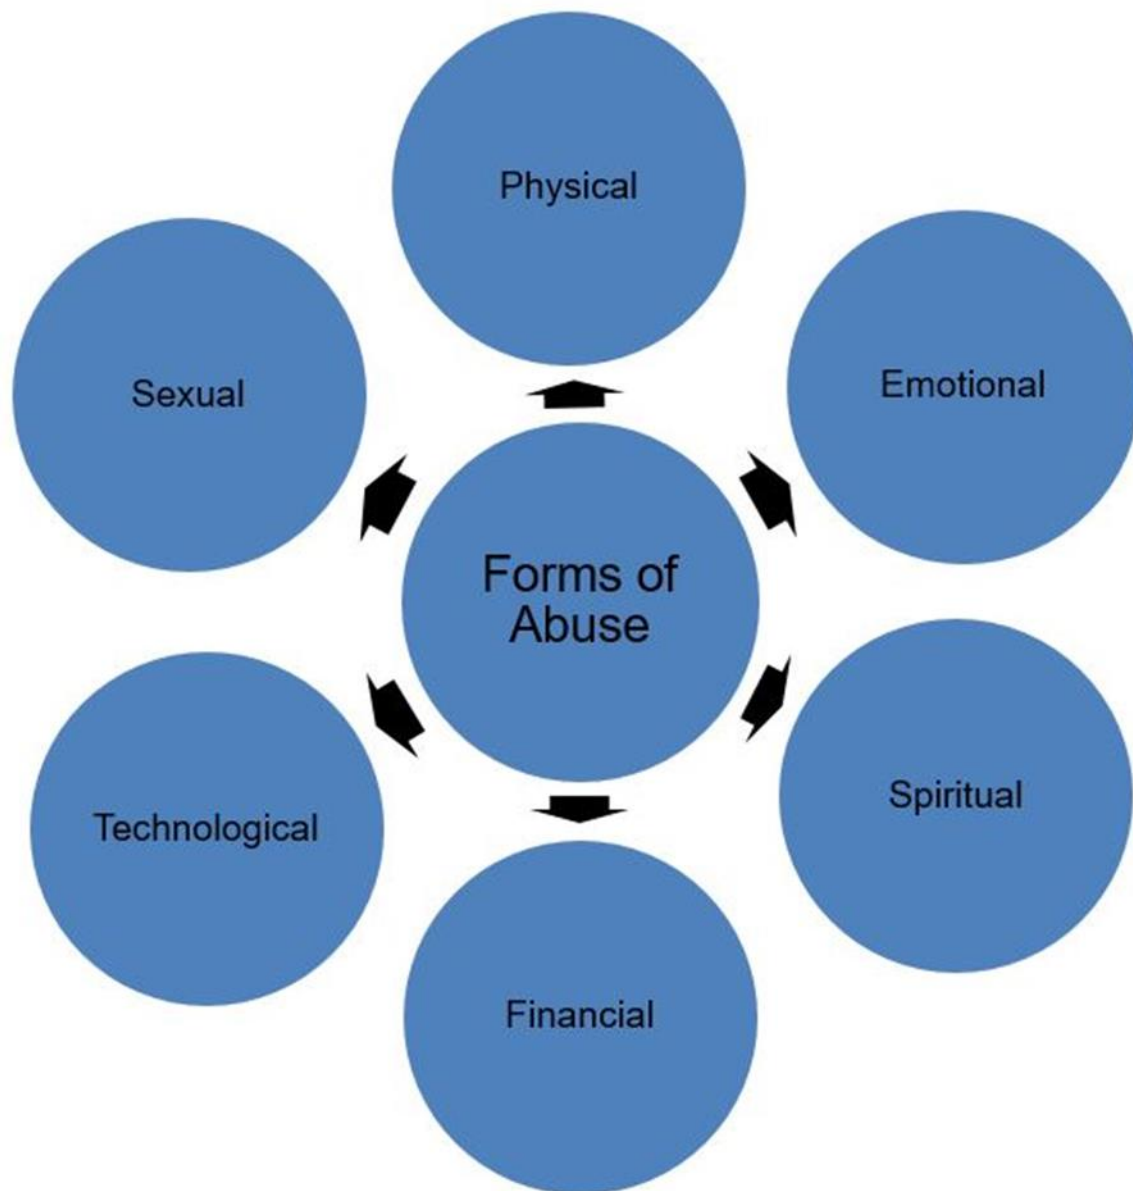 Physical
Sexual
Emotional
Forms of
Abuse
Spiritual
Technological
Financial